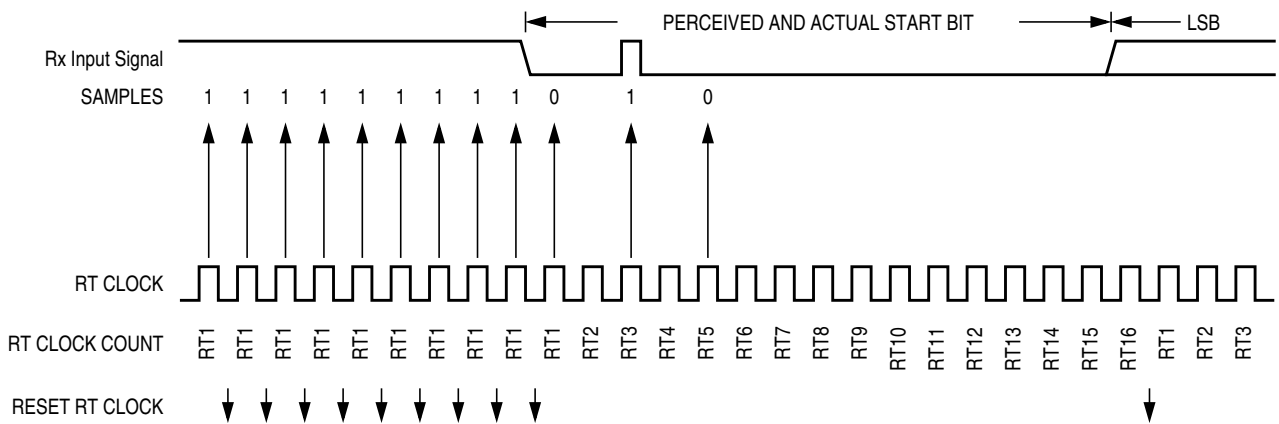 PERCEIVED AND ACTUAL START BIT LSB
Rx Input Signal
SAMPLES 1 1 1 1 1 1 1 1 1 0 1 0
RT CLOCK
RT CLOCK COUNT RT1 RT1 RT1 RT1 RT1 RT1 RT1 RT1 RT1 RT1 RT2 RT3 RT4 RT5 RT6 RT7 RT8 RT9 RT10 RT11 RT12 RT13 RT14 RT15 RT16 RT1 RT2 RT3
RESET RT CLOCK